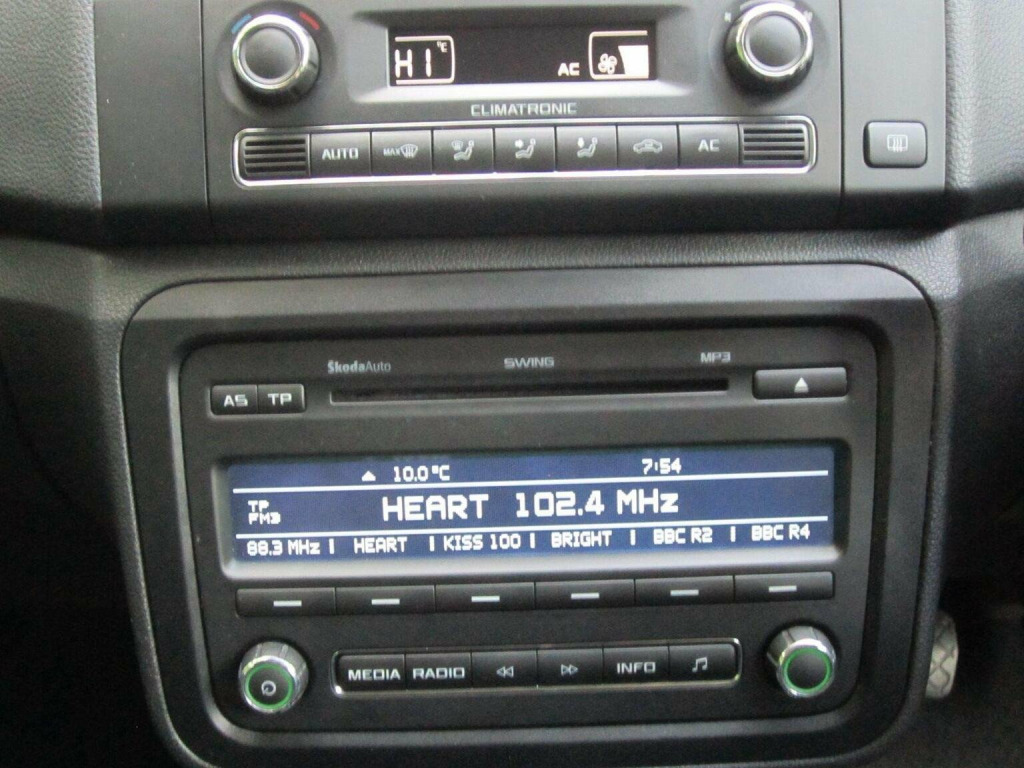 HI °C AC
CLIMATRONIC
AUTO MAX AC
ŠkodaAuto SWING MP3
AS TP
10.0°C 7:54
TP
FM3
HEART 102.4 MHz
88.3 MHz | HEART | KISS 100 | BRIGHT | BBC R2 | BBC R4
MEDIA RADIO INFO